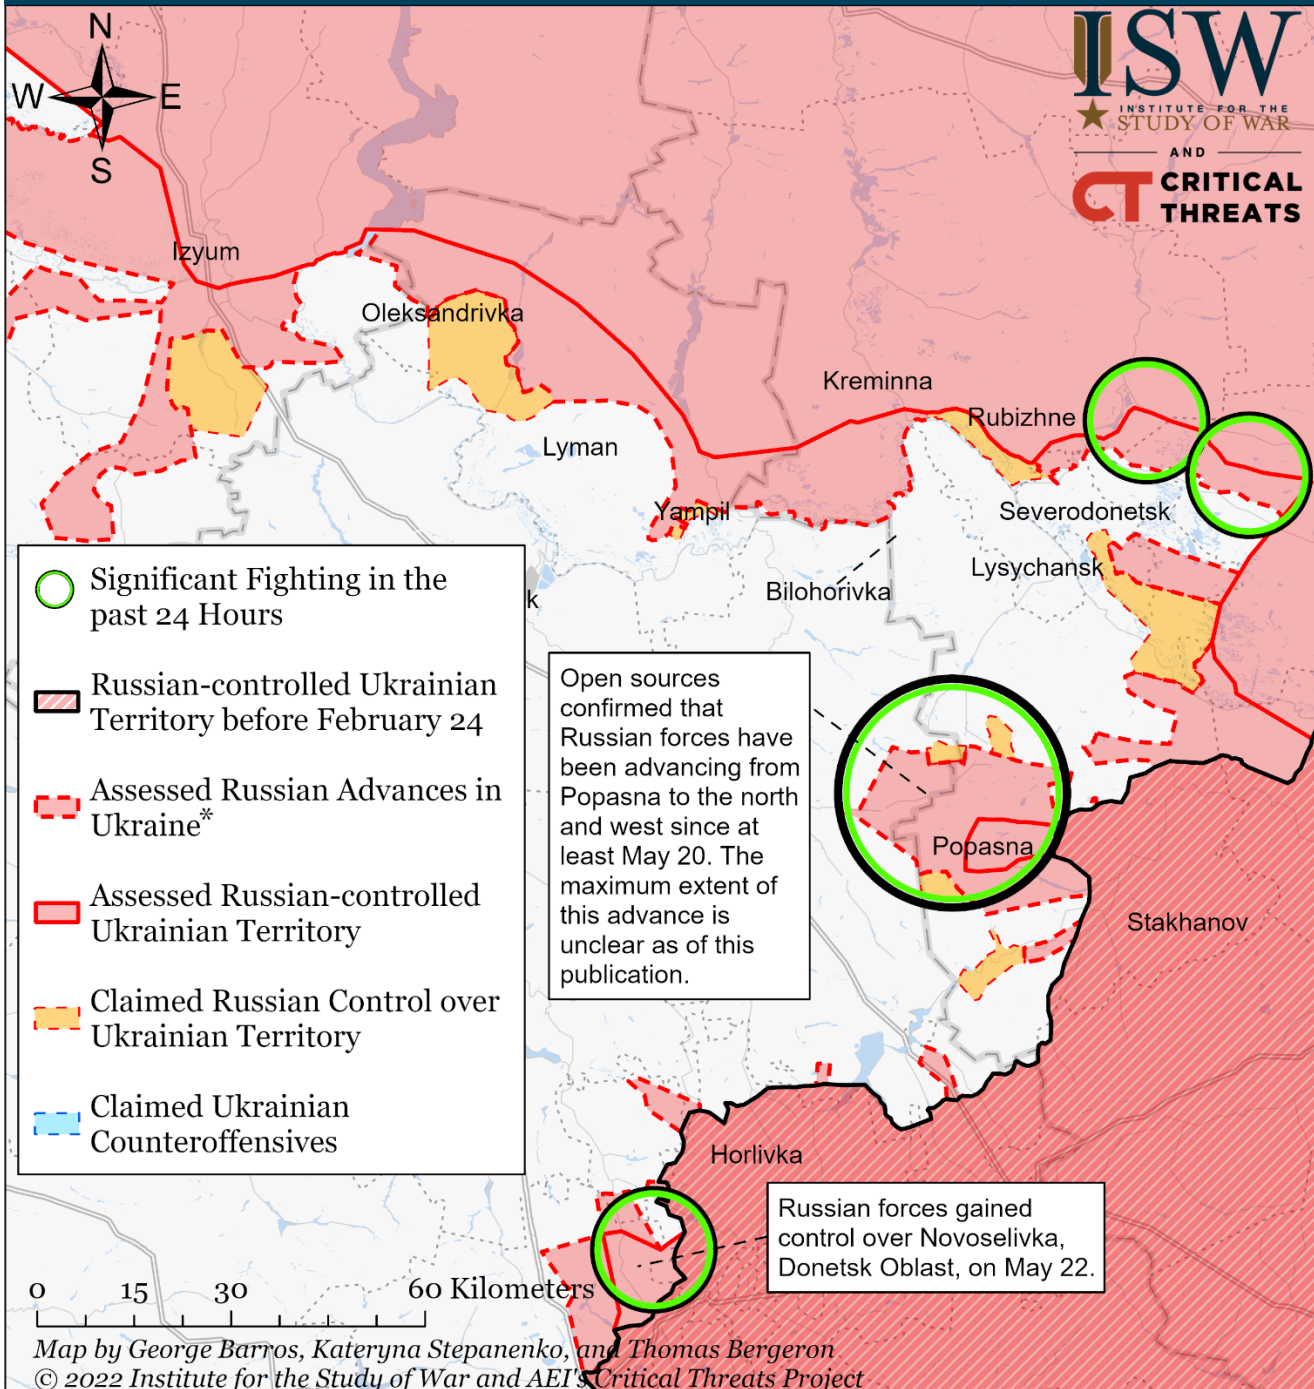 N
W
E
S
ISW
INSTITUTE FOR THE
STUDY OF WAR
AND
CT CRITICAL
THREATS
Izyum
Oleksandrivka
Kreminna
Rubizhne
Lyman
Yampil
Severodonetsk
Lysychansk
Bilohorivka
k
Significant Fighting in the
past 24 Hours
Russian-controlled Ukrainian
Territory before February 24
Assessed Russian Advances in
Ukraine*
Assessed Russian-controlled
Ukrainian Territory
Claimed Russian Control over
Ukrainian Territory
Claimed Ukrainian
Counteroffensives
Open sources
confirmed that
Russian forces have
been advancing from
Popasna to the north
and west since at
least May 20. The
maximum extent of
this advance is
unclear as of this
publication.
Popasna
Stakhanov
Horlivka
Russian forces gained
control over Novoselivka,
Donetsk Oblast, on May 22.
0 15 30 60 Kilometers
Map by George Barros, Kateryna Stepanenko, and Thomas Bergeron
© 2022 Institute for the Study of War and AEI's Critical Threats Project